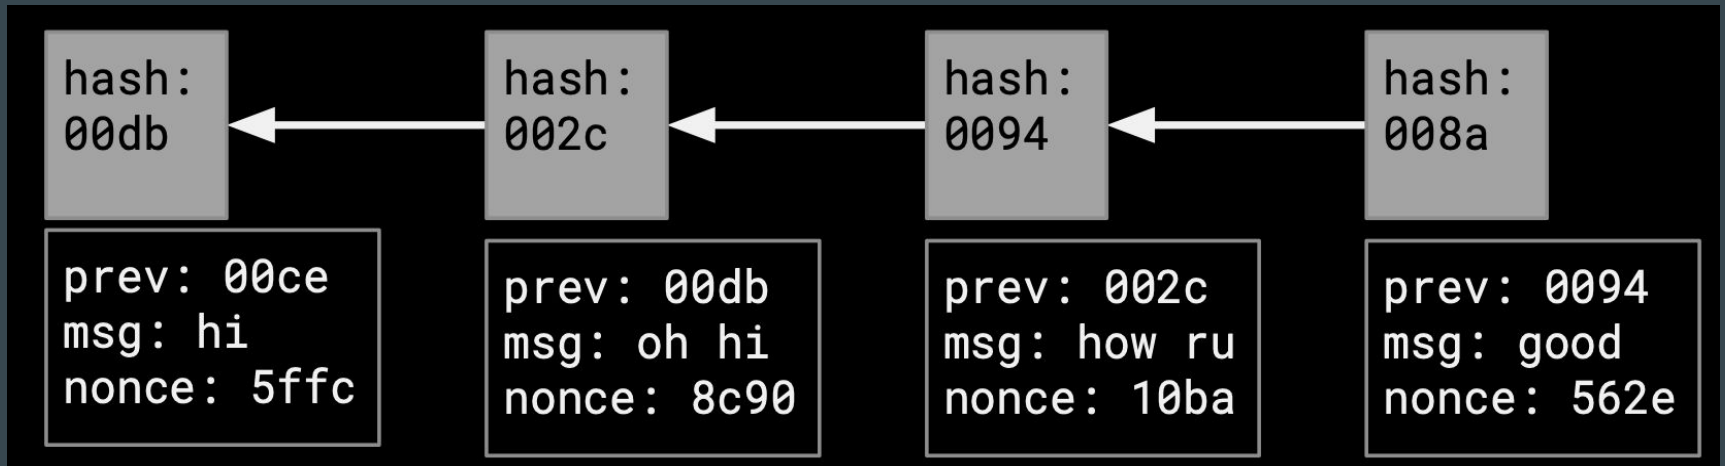 hash:
00db
hash:
002c
hash:
0094
hash:
008a
prev: 00ce
msg: hi
nonce: 5ffc
prev: 00db
msg: oh hi
nonce: 8c90
prev: 002c
msg: how ru
nonce: 10ba
prev: 0094
msg: good
nonce: 562e